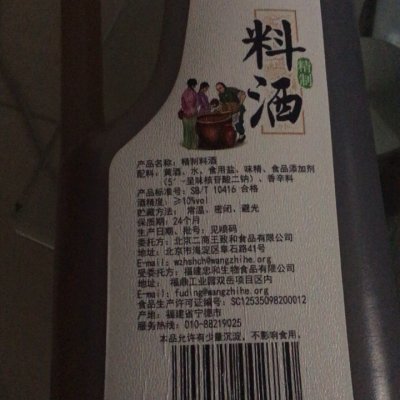 料酒
精制
产品名称：精制料酒
配料：黄酒、水、食用盐、味精、食品添加剂
（5′-呈味核苷酸二钠）、香辛料
产品标准号：SB/T 10416 合格
酒精度：≥10%vol
贮藏方法：常温、密闭、避光
保质期：24个月
生产日期、批号：见喷码
委托方：北京二商王致和食品有限公司
地址：北京市海淀区阜石路41号
E-mail：wzhshch@wangzhihe.org
受委托方：福建忠和生物食品有限公司
地址：福鼎工业园双岳项目区内
E-mail：fuding@wangzhihe.org
食品生产许可证编号：SC12535098200012
产地：福建省宁德市
服务热线：010-88219025
本品允许有少量沉淀，不影响食用。